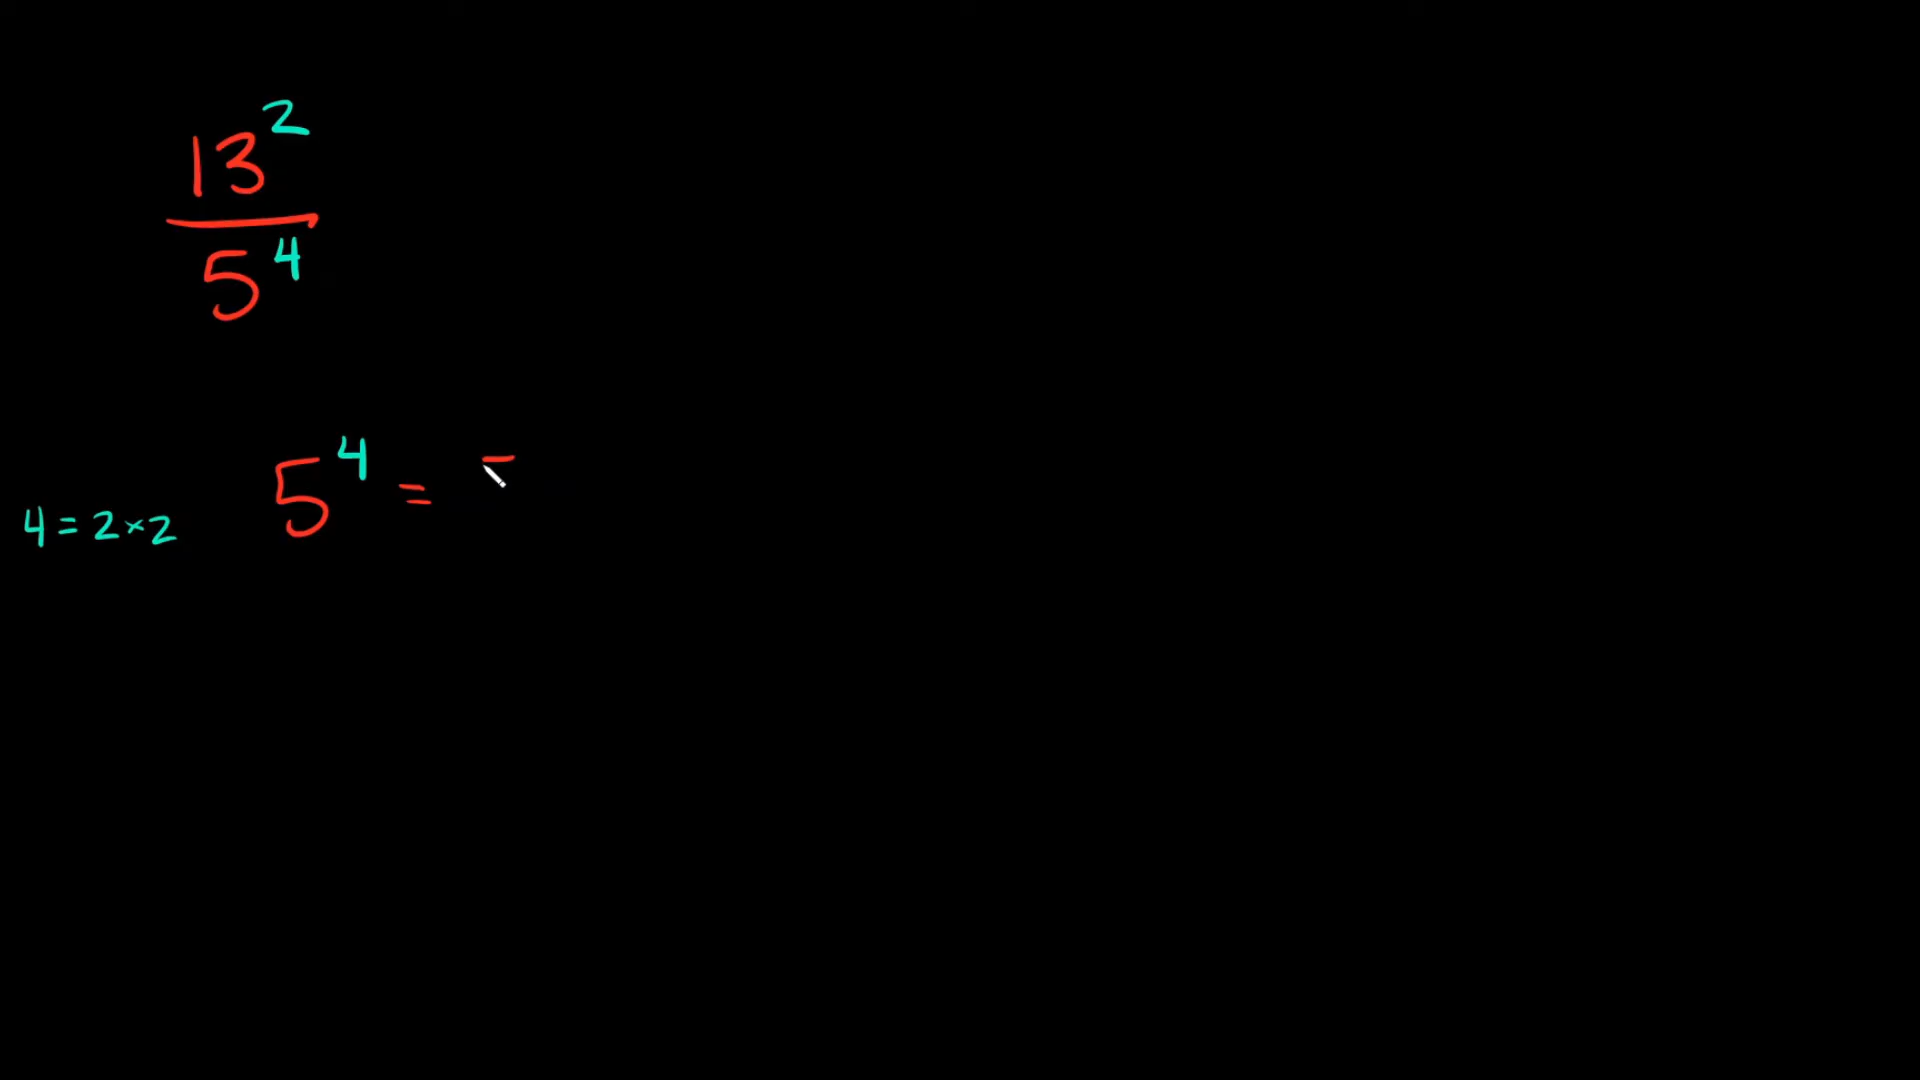 13²
5⁴
5⁴ =
4 = 2 × 2